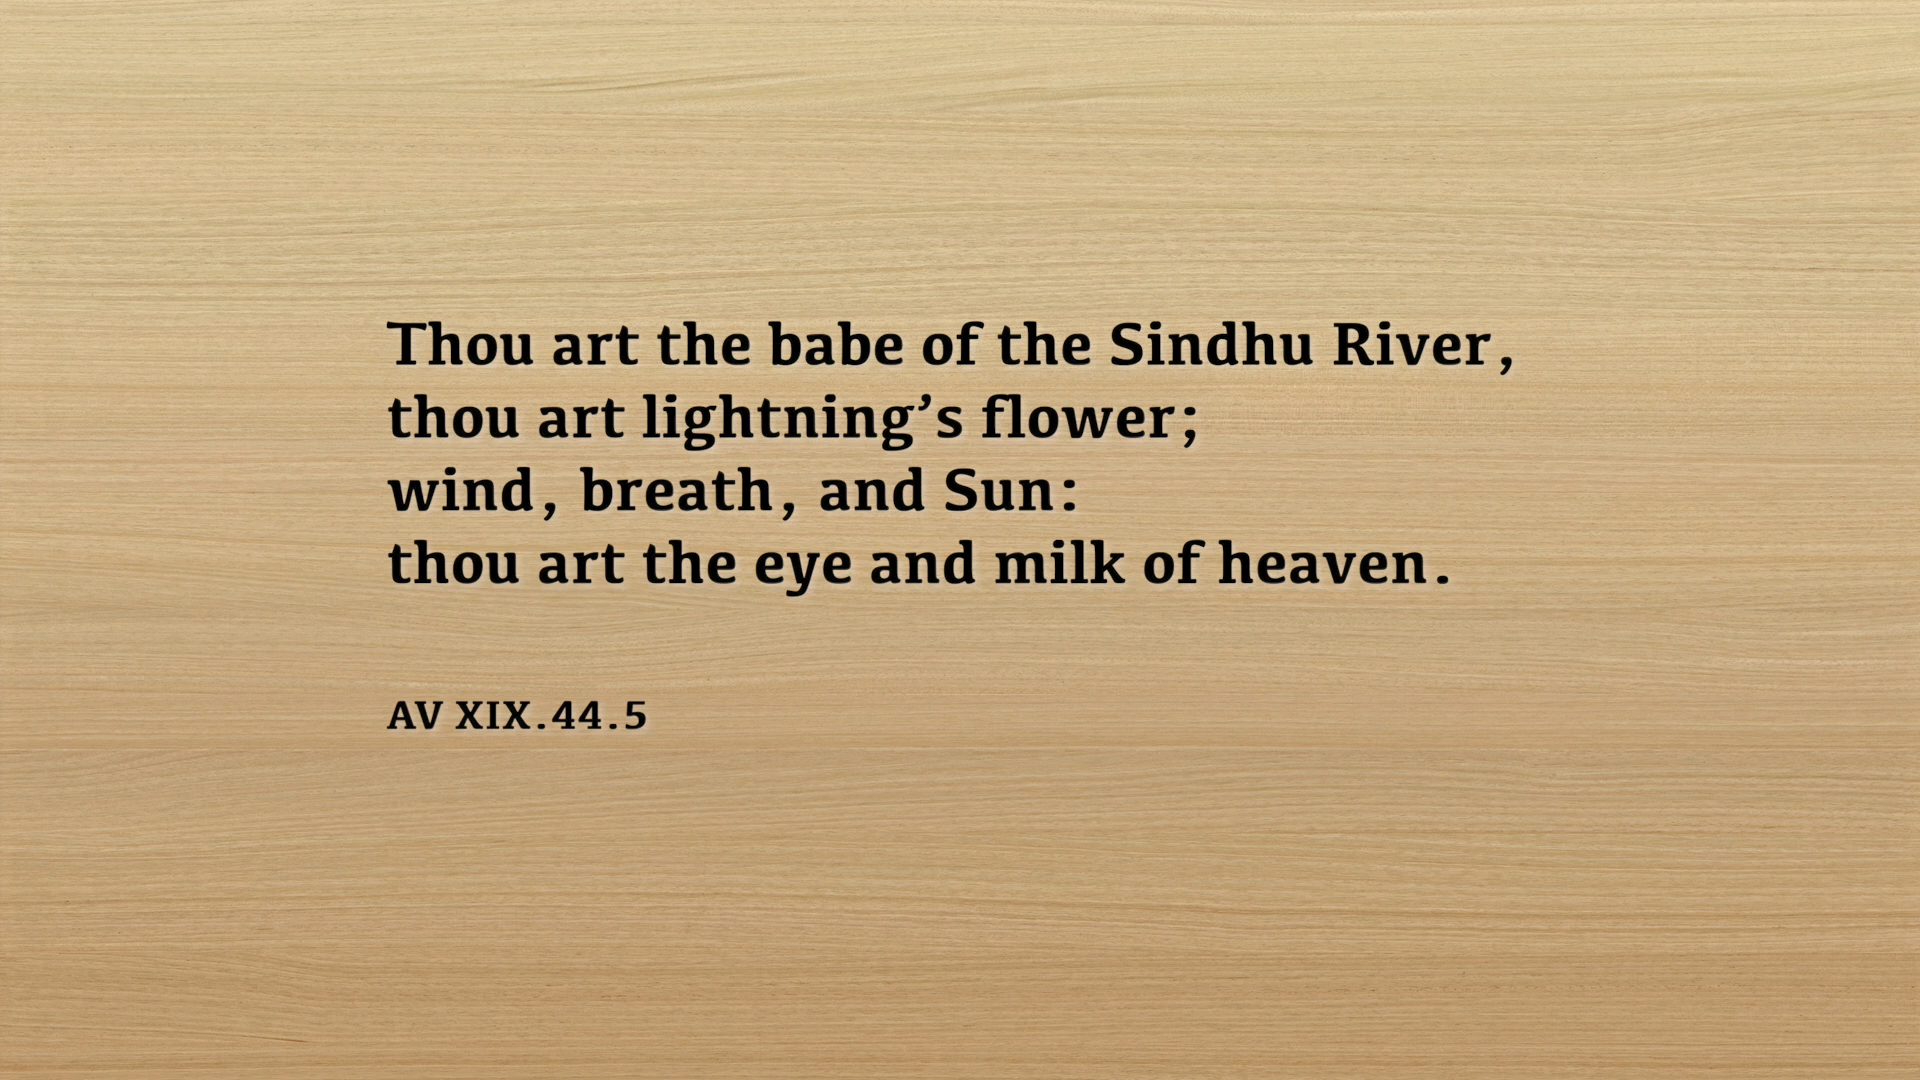 Thou art the babe of the Sindhu River,
thou art lightning’s flower;
wind, breath, and Sun:
thou art the eye and milk of heaven.
AV XIX.44.5